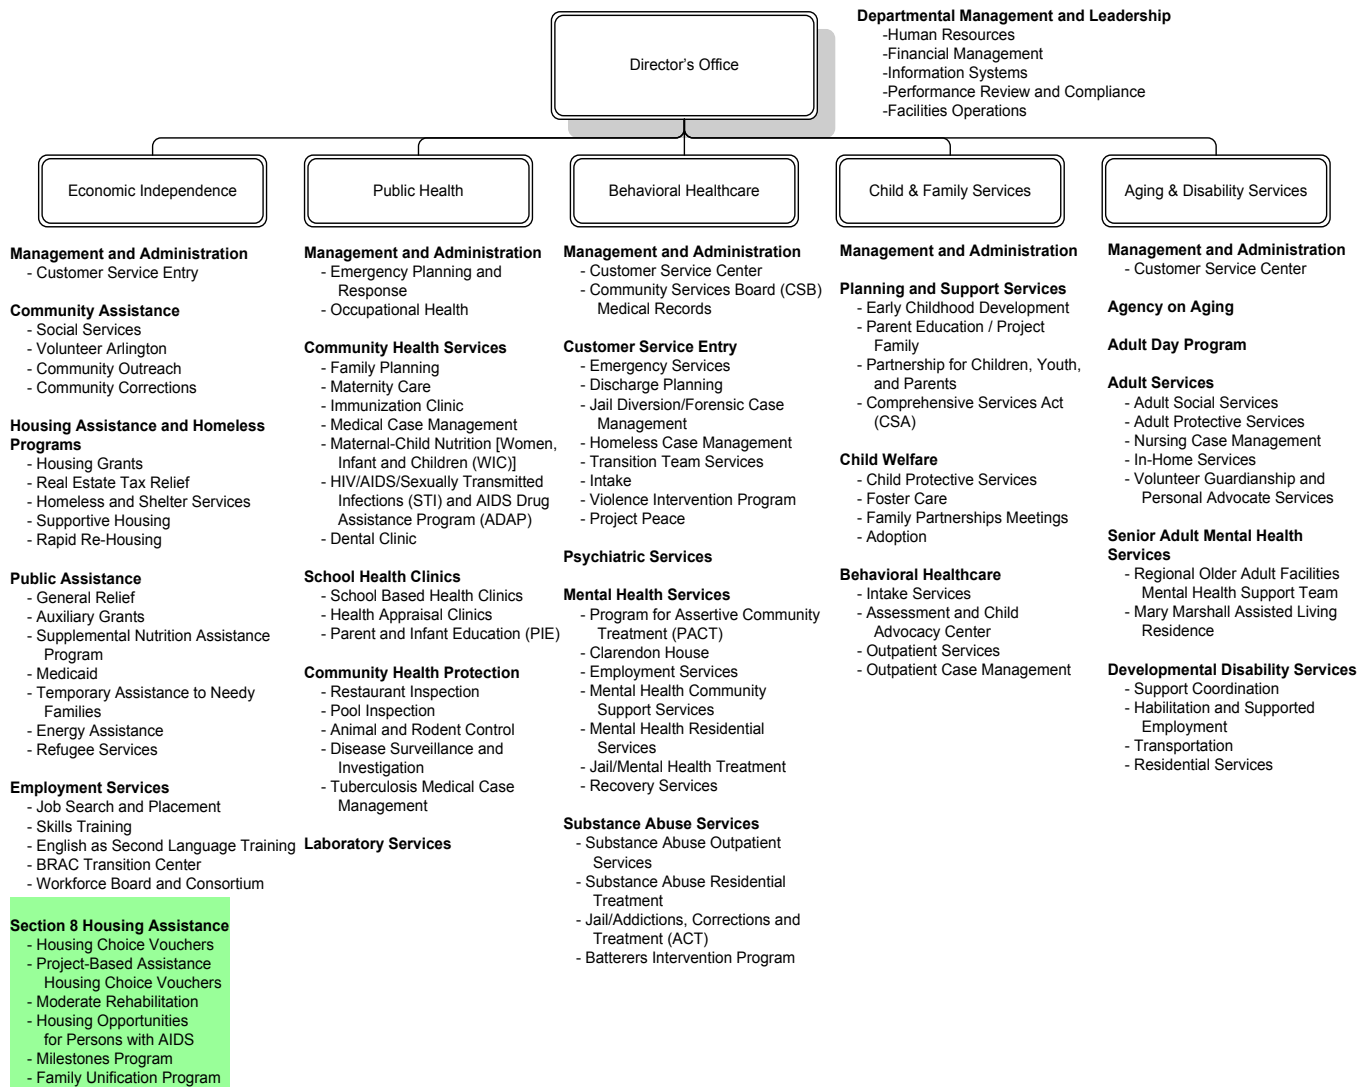 Director's Office
Departmental Management and Leadership
-Human Resources
-Financial Management
-Information Systems
-Performance Review and Compliance
-Facilities Operations
Economic Independence
Public Health
Behavioral Healthcare
Child & Family Services
Aging & Disability Services
Management and Administration
- Customer Service Entry
Community Assistance
- Social Services
- Volunteer Arlington
- Community Outreach
- Community Corrections
Housing Assistance and Homeless
Programs
- Housing Grants
- Real Estate Tax Relief
- Homeless and Shelter Services
- Supportive Housing
- Rapid Re-Housing
Public Assistance
- General Relief
- Auxiliary Grants
- Supplemental Nutrition Assistance
Program
- Medicaid
- Temporary Assistance to Needy
Families
- Energy Assistance
- Refugee Services
Employment Services
- Job Search and Placement
- Skills Training
- English as Second Language Training
- BRAC Transition Center
- Workforce Board and Consortium
Section 8 Housing Assistance
- Housing Choice Vouchers
- Project-Based Assistance
Housing Choice Vouchers
- Moderate Rehabilitation
- Housing Opportunities
for Persons with AIDS
- Milestones Program
- Family Unification Program
Management and Administration
- Emergency Planning and
Response
- Occupational Health
Community Health Services
- Family Planning
- Maternity Care
- Immunization Clinic
- Medical Case Management
- Maternal-Child Nutrition [Women,
Infant and Children (WIC)]
- HIV/AIDS/Sexually Transmitted
Infections (STI) and AIDS Drug
Assistance Program (ADAP)
- Dental Clinic
School Health Clinics
- School Based Health Clinics
- Health Appraisal Clinics
- Parent and Infant Education (PIE)
Community Health Protection
- Restaurant Inspection
- Pool Inspection
- Animal and Rodent Control
- Disease Surveillance and
Investigation
- Tuberculosis Medical Case
Management
Laboratory Services
Management and Administration
- Customer Service Center
- Community Services Board (CSB)
Medical Records
Customer Service Entry
- Emergency Services
- Discharge Planning
- Jail Diversion/Forensic Case
Management
- Homeless Case Management
- Transition Team Services
- Intake
- Violence Intervention Program
- Project Peace
Psychiatric Services
Mental Health Services
- Program for Assertive Community
Treatment (PACT)
- Clarendon House
- Employment Services
- Mental Health Community
Support Services
- Mental Health Residential
Services
- Jail/Mental Health Treatment
- Recovery Services
Substance Abuse Services
- Substance Abuse Outpatient
Services
- Substance Abuse Residential
Treatment
- Jail/Addictions, Corrections and
Treatment (ACT)
- Batterers Intervention Program
Management and Administration
Planning and Support Services
- Early Childhood Development
- Parent Education / Project
Family
- Partnership for Children, Youth,
and Parents
- Comprehensive Services Act
(CSA)
Child Welfare
- Child Protective Services
- Foster Care
- Family Partnerships Meetings
- Adoption
Behavioral Healthcare
- Intake Services
- Assessment and Child
Advocacy Center
- Outpatient Services
- Outpatient Case Management
Management and Administration
- Customer Service Center
Agency on Aging
Adult Day Program
Adult Services
- Adult Social Services
- Adult Protective Services
- Nursing Case Management
- In-Home Services
- Volunteer Guardianship and
Personal Advocate Services
Senior Adult Mental Health
Services
- Regional Older Adult Facilities
Mental Health Support Team
- Mary Marshall Assisted Living
Residence
Developmental Disability Services
- Support Coordination
- Habilitation and Supported
Employment
- Transportation
- Residential Services